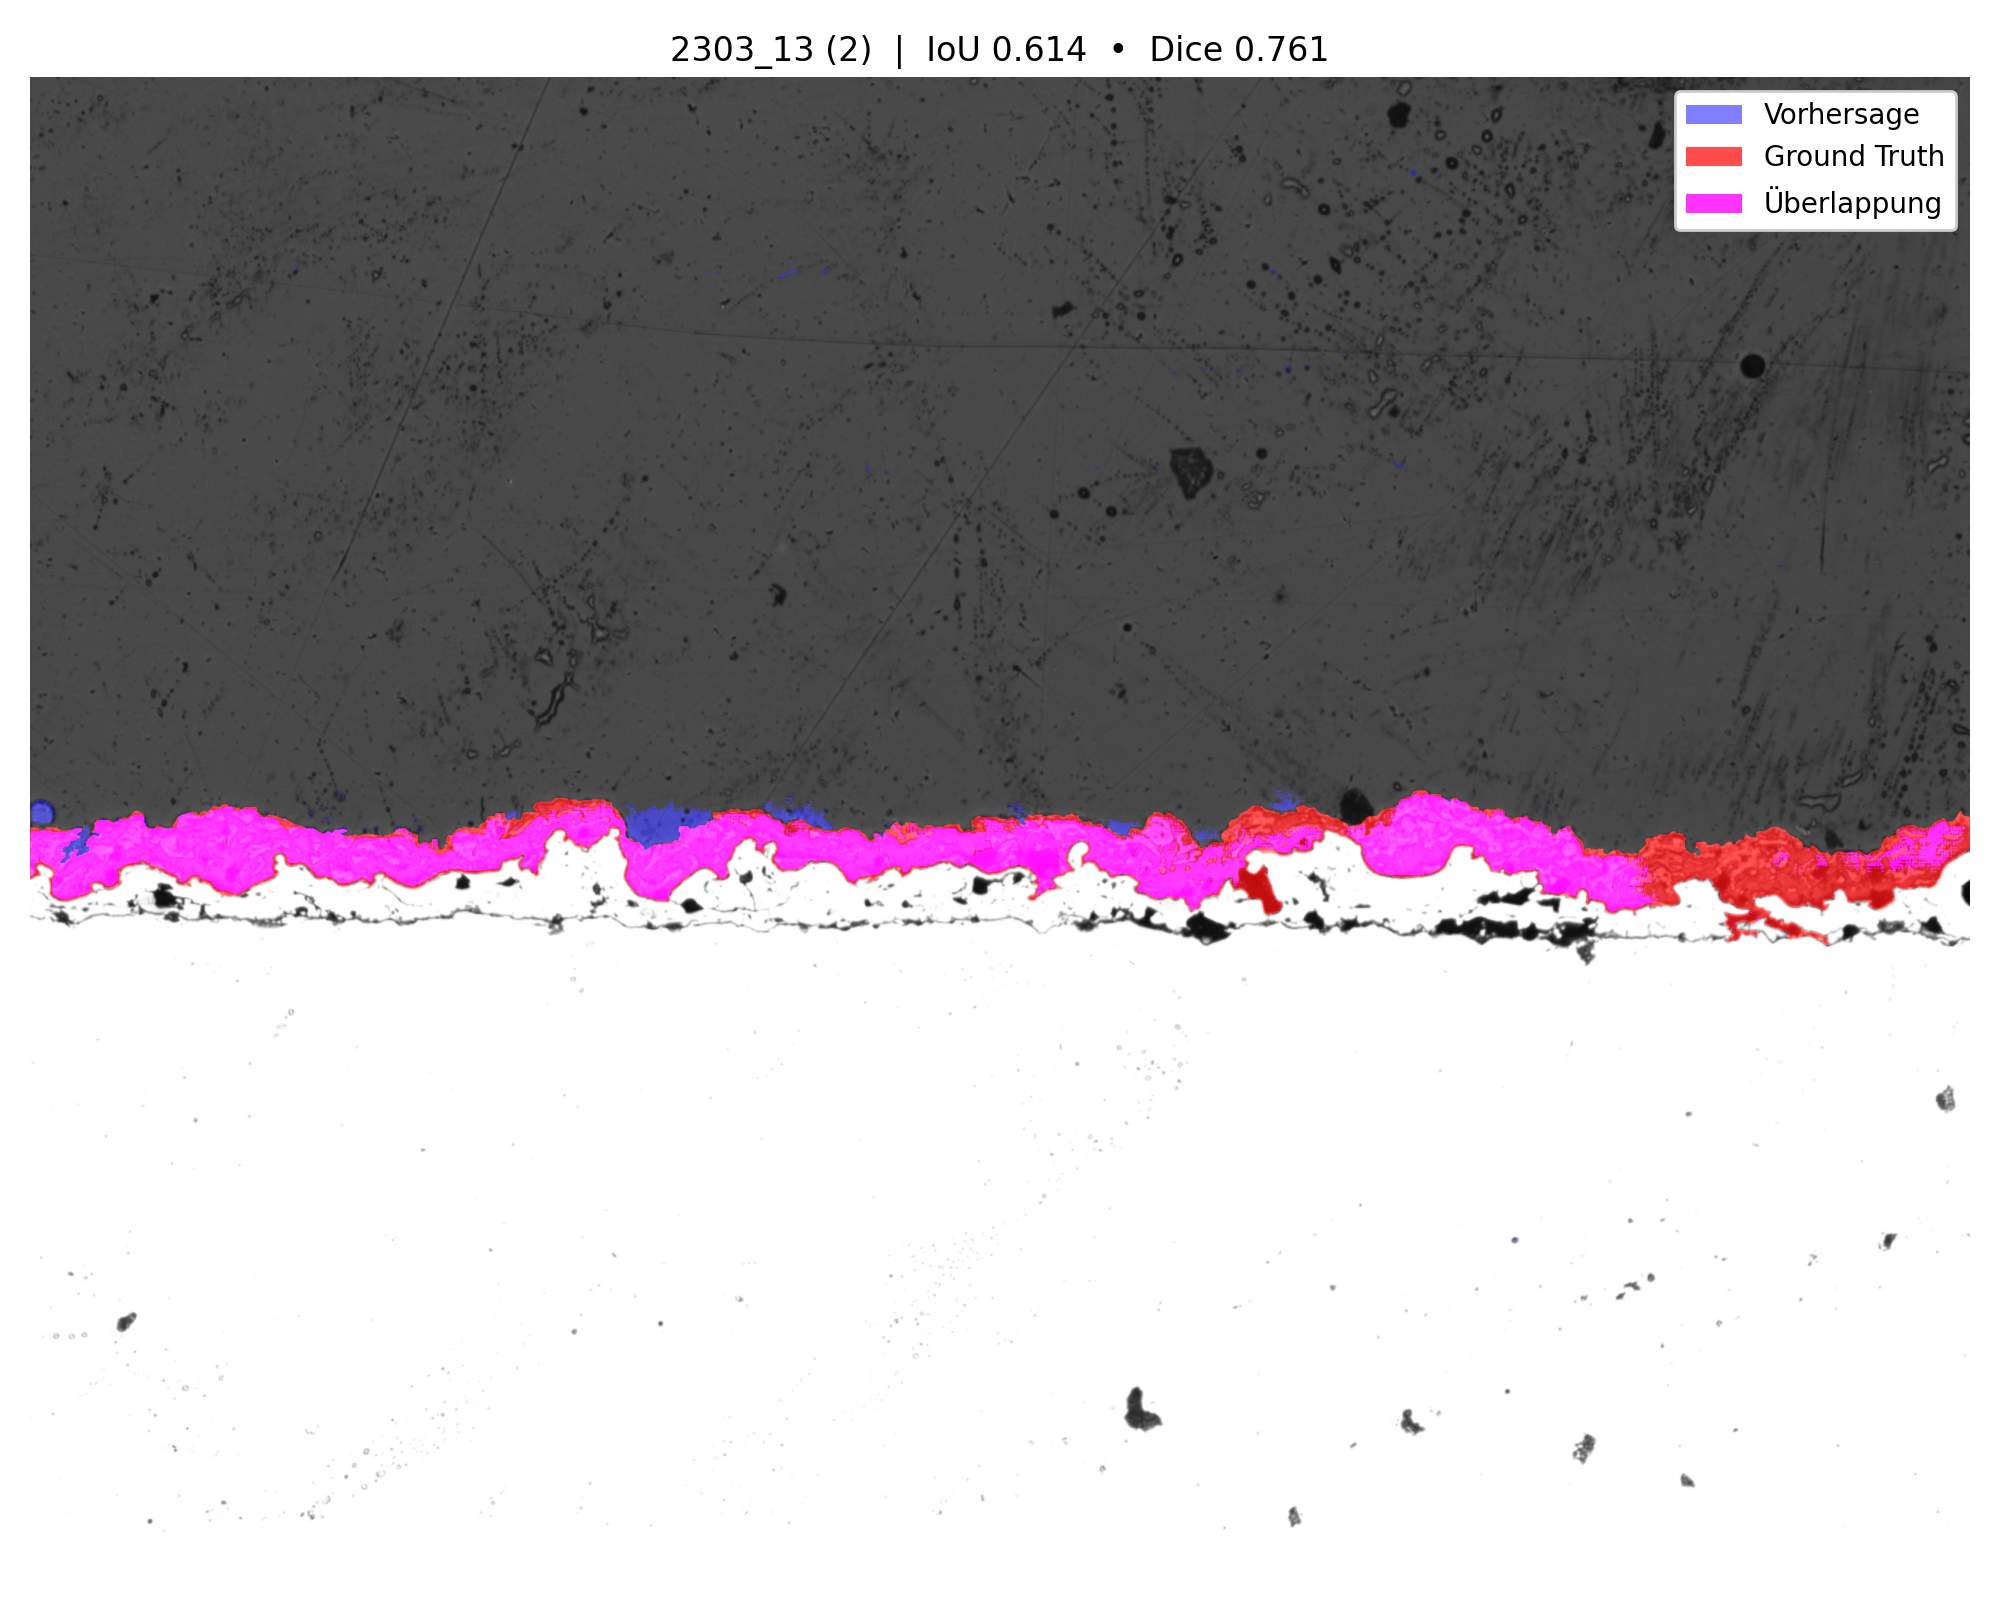 2303_13 (2) | IoU 0.614 • Dice 0.761
Vorhersage
Ground Truth
Überlappung